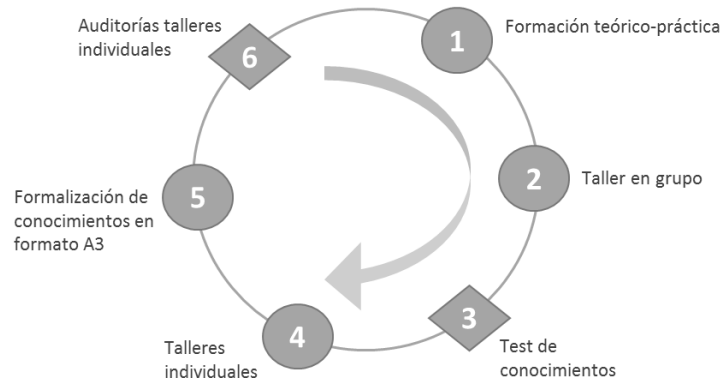 1
Formación teórico-práctica
2
Taller en grupo
3
Test de
conocimientos
4
Talleres
individuales
5
Formalización de
conocimientos en
formato A3
6
Auditorías talleres
individuales